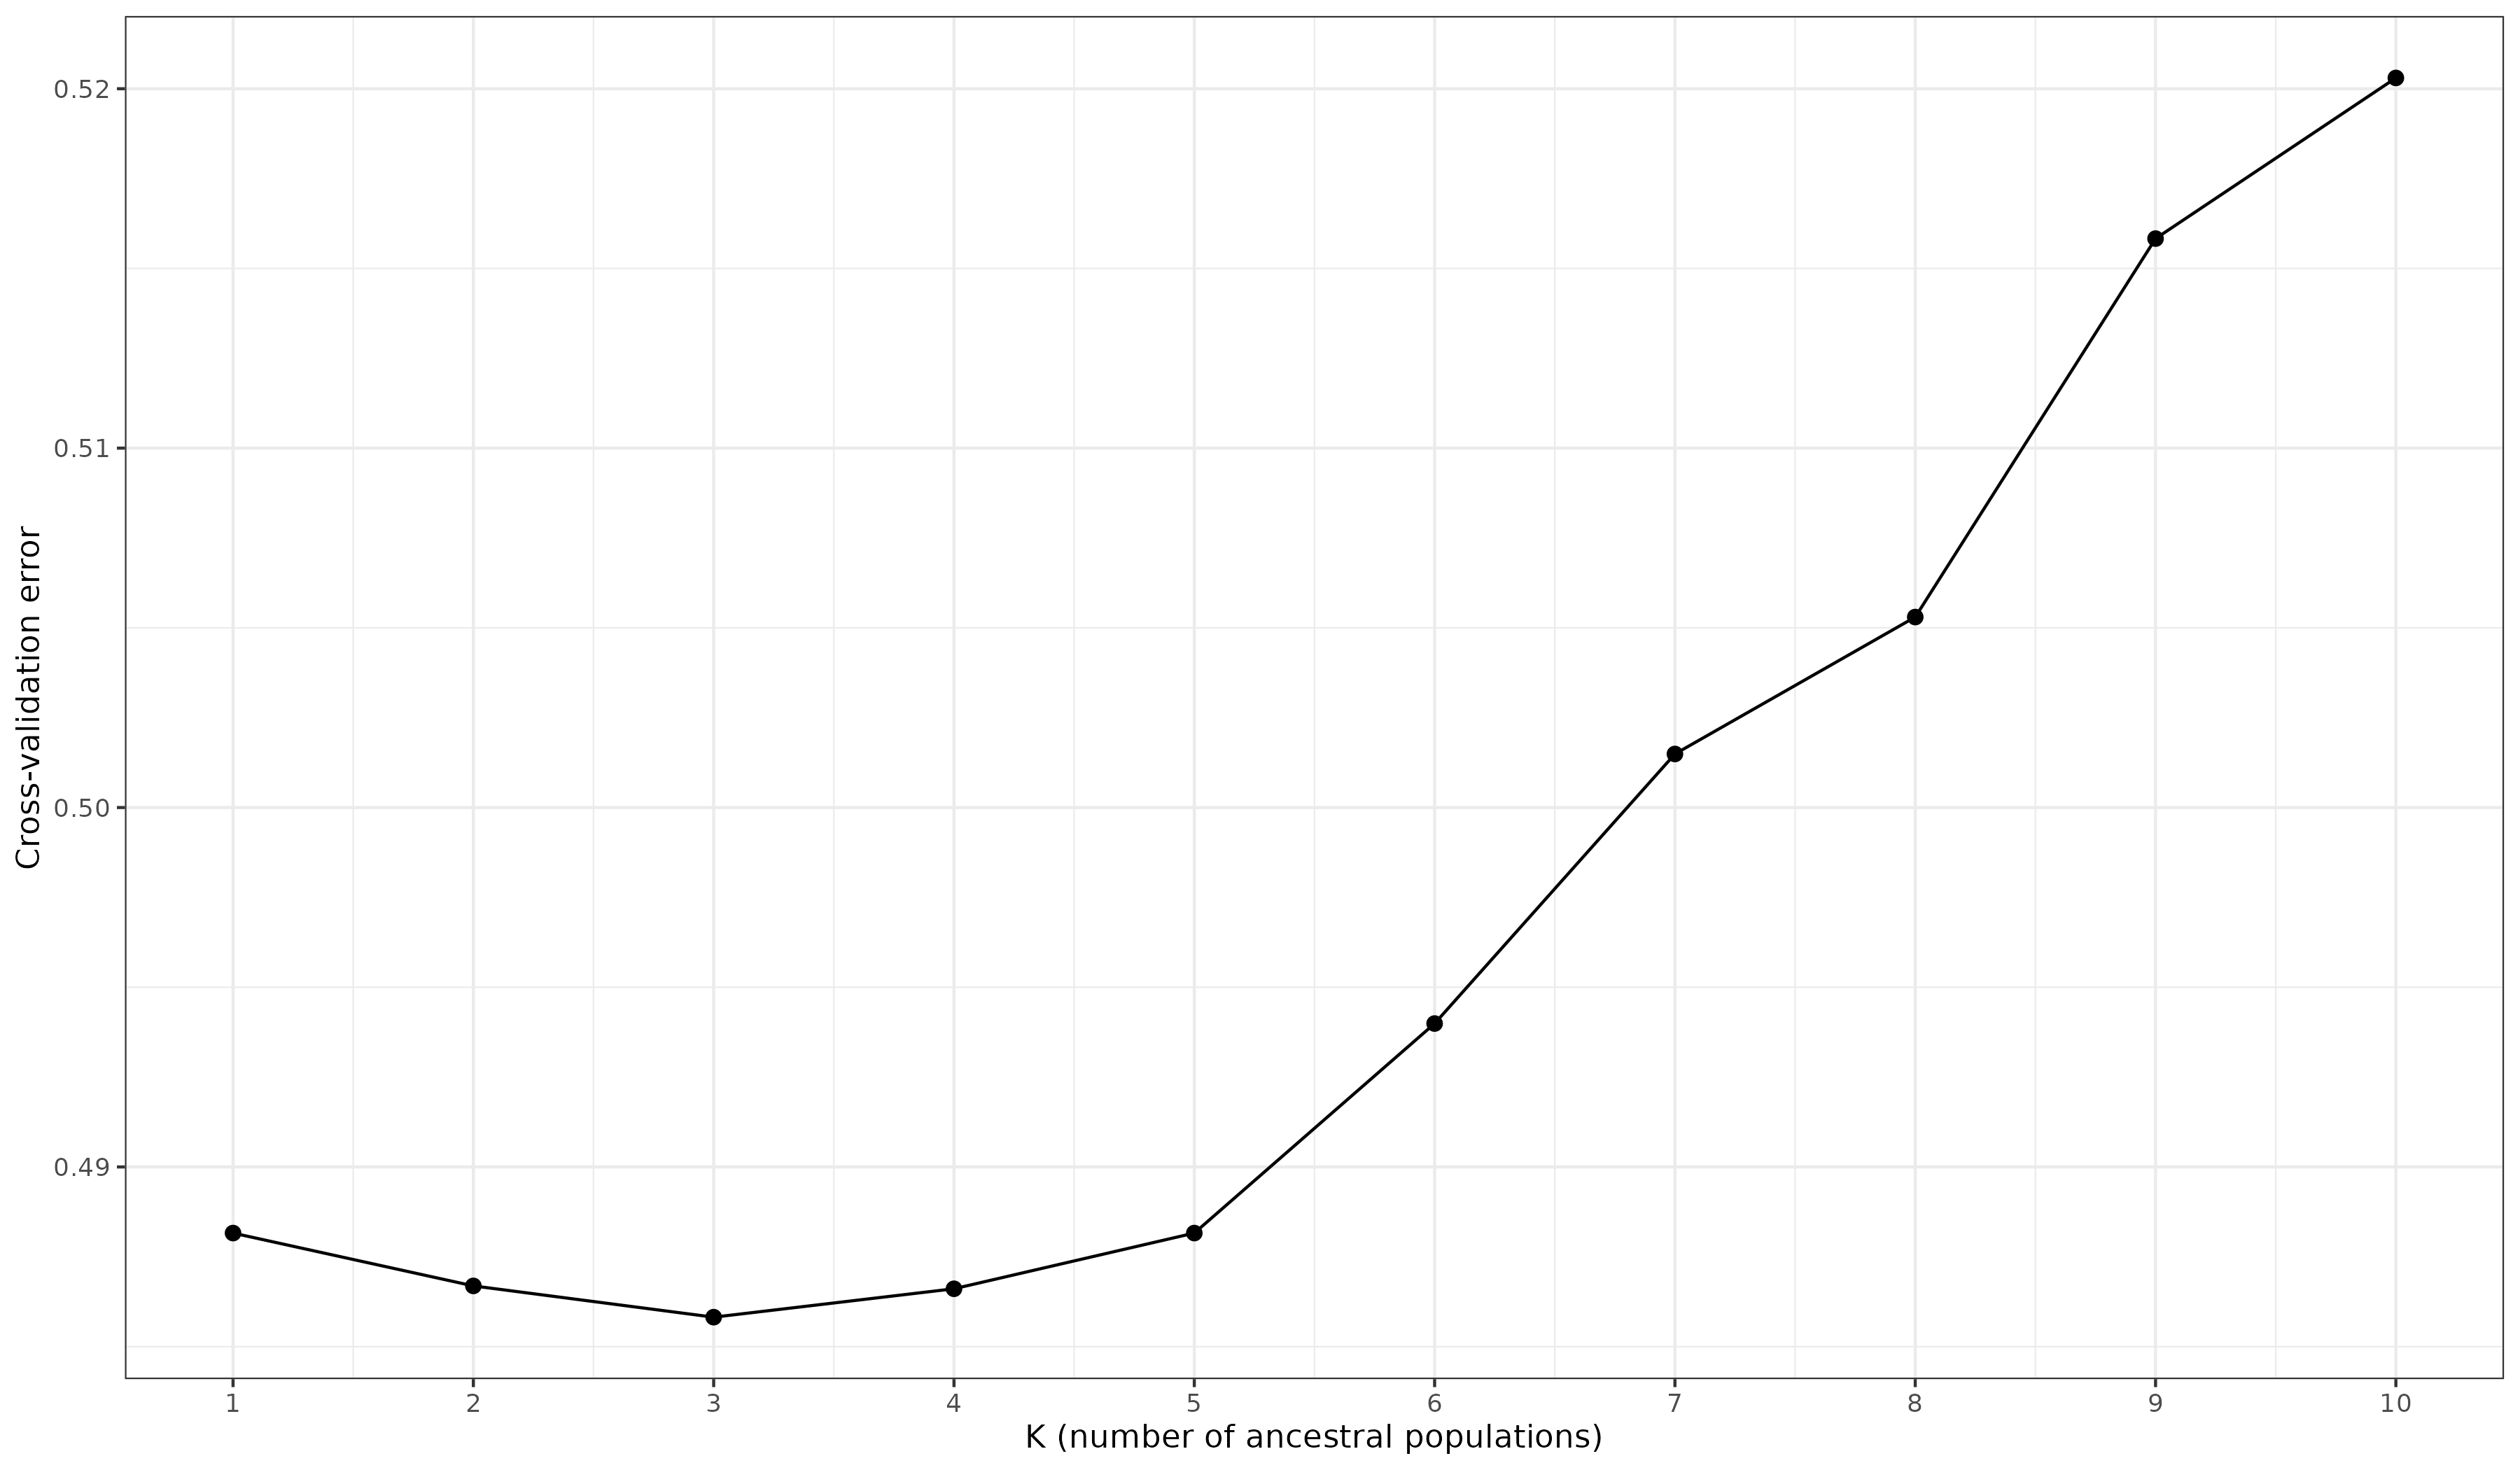 0.52
0.51
0.50
0.49
Cross-validation error
1 2 3 4 5 6 7 8 9 10
K (number of ancestral populations)